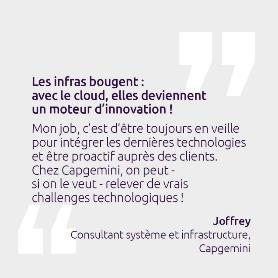 Les infras bougent :
avec le cloud, elles deviennent
un moteur d’innovation !
Mon job, c’est d’être toujours en veille
pour intégrer les dernières technologies
et être proactif auprès des clients.
Chez Capgemini, on peut -
si on le veut - relever de vrais
challenges technologiques !
Joffrey
Consultant système et infrastructure,
Capgemini